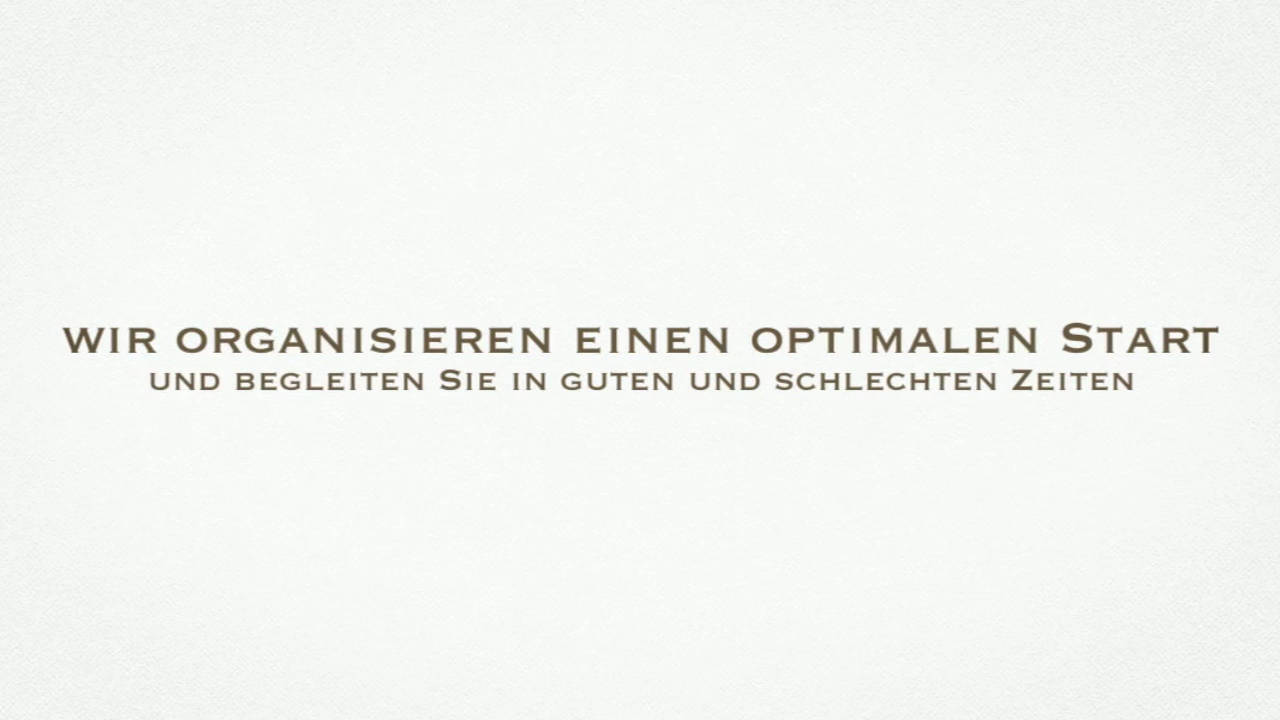 wir organisieren einen optimalen Start
und begleiten Sie in guten und schlechten Zeiten